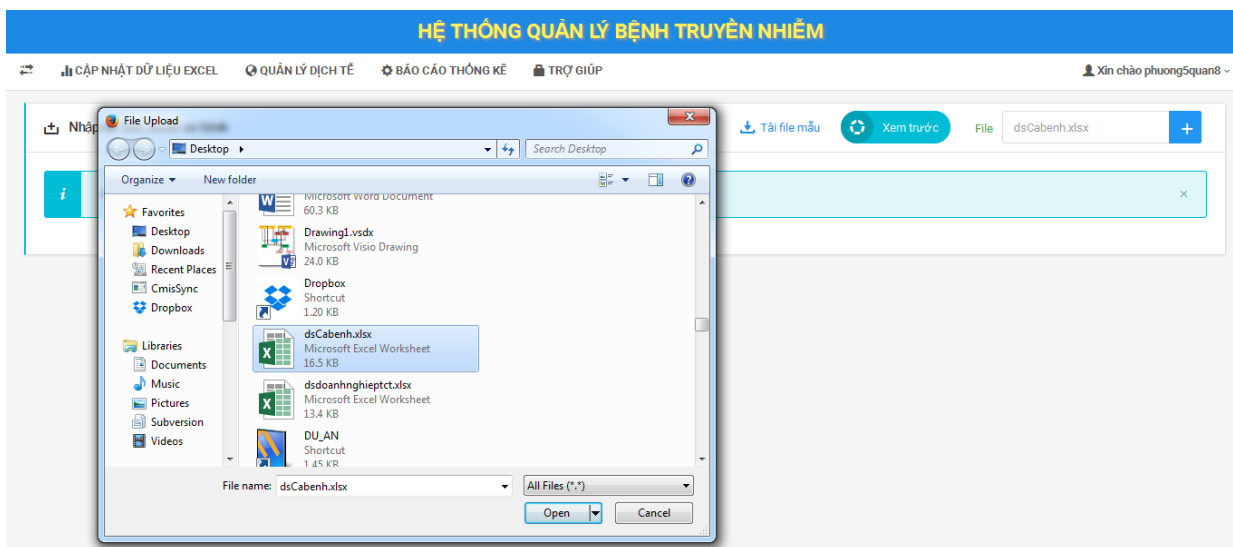 HỆ THỐNG QUẢN LÝ BỆNH TRUYỀN NHIỄM
CẬP NHẬT DỮ LIỆU EXCEL QUẢN LÝ DỊCH TỄ BÁO CÁO THỐNG KÊ TRỢ GIÚP Xin chào phuong5quan8
Nhập
Tải file mẫu Xem trước File dsCabenh.xlsx +
File Upload
Desktop Search Desktop
Organize New folder
Favorites
Desktop
Downloads
Recent Places
CmisSync
Dropbox
Libraries
Documents
Music
Pictures
Subversion
Videos
Microsoft Word Document
60.3 KB
Drawing1.vsdx
Microsoft Visio Drawing
24.0 KB
Dropbox
Shortcut
1.20 KB
dsCabenh.xlsx
Microsoft Excel Worksheet
16.5 KB
dsdoanhnghieptct.xlsx
Microsoft Excel Worksheet
13.4 KB
DU_AN
Shortcut
1.45 KB
File name: dsCabenh.xlsx All Files (*.*)
Open Cancel